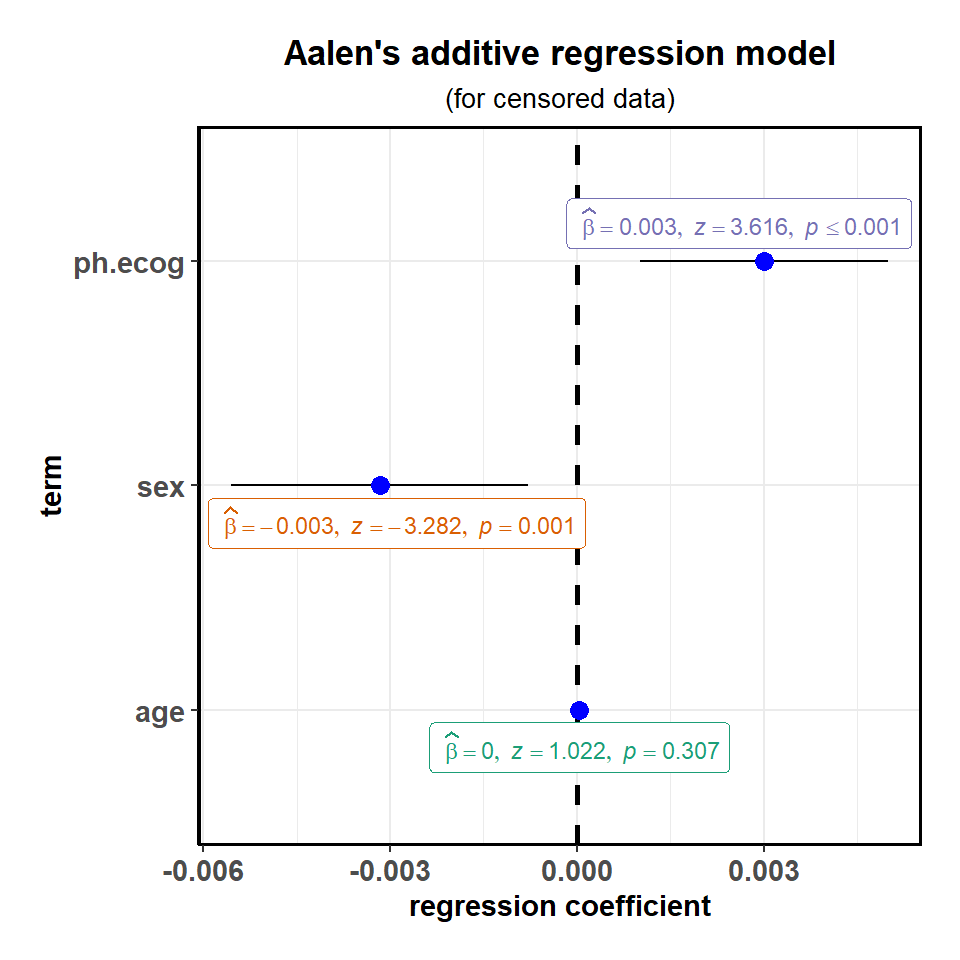 Aalen's additive regression model
(for censored data)
ph.ecog
β̂ = 0.003, z = 3.616, p ≤ 0.001
term
sex
β̂ = −0.003, z = −3.282, p = 0.001
age
β̂ = 0, z = 1.022, p = 0.307
-0.006 -0.003 0.000 0.003
regression coefficient